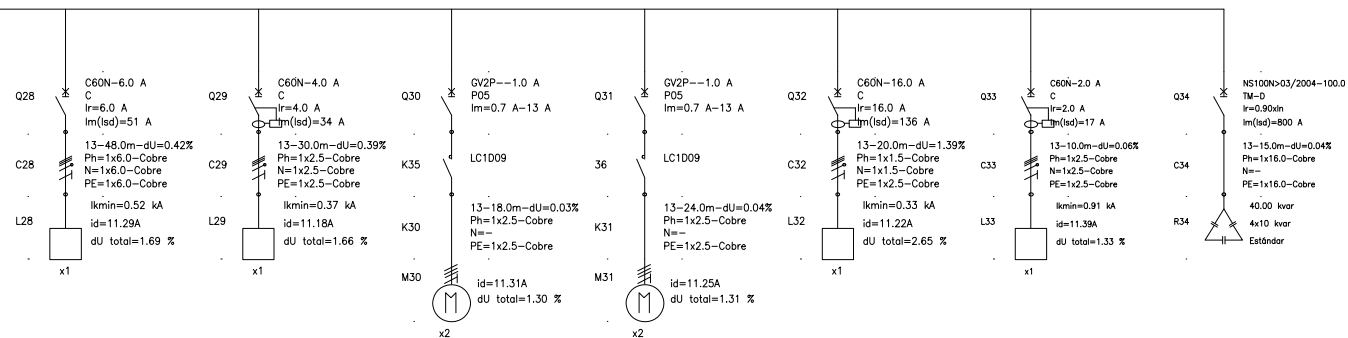 Q28
C60N-6.0 A
C
Ir=6.0 A
Im(Isd)=51 A
C28
13-48.0m-dU=0.42%
Ph=1x6.0-Cobre
N=1x6.0-Cobre
PE=1x6.0-Cobre
Ikmin=0.52 kA
L28
id=11.29A
dU total=1.69 %
x1
Q29
C60N-4.0 A
C
Ir=4.0 A
Im(Isd)=34 A
C29
13-30.0m-dU=0.39%
Ph=1x2.5-Cobre
N=1x2.5-Cobre
PE=1x2.5-Cobre
Ikmin=0.37 kA
L29
id=11.18A
dU total=1.66 %
x1
Q30
GV2P--1.0 A
P05
Im=0.7 A-13 A
K35
LC1D09
K30
13-18.0m-dU=0.03%
Ph=1x2.5-Cobre
N=-
PE=1x2.5-Cobre
M30
id=11.31A
dU total=1.30 %
M
x2
Q31
GV2P--1.0 A
P05
Im=0.7 A-13 A
36
LC1D09
K31
13-24.0m-dU=0.04%
Ph=1x2.5-Cobre
N=-
PE=1x2.5-Cobre
M31
id=11.25A
dU total=1.31 %
M
x2
Q32
C60N-16.0 A
C
Ir=16.0 A
Im(Isd)=136 A
C32
13-20.0m-dU=1.39%
Ph=1x1.5-Cobre
N=1x1.5-Cobre
PE=1x2.5-Cobre
Ikmin=0.33 kA
L32
id=11.22A
dU total=2.65 %
x1
Q33
C60N-2.0 A
C
Ir=2.0 A
Im(Isd)=17 A
C33
13-10.0m-dU=0.06%
Ph=1x2.5-Cobre
N=1x2.5-Cobre
PE=1x2.5-Cobre
Ikmin=0.91 kA
L33
id=11.39A
dU total=1.33 %
x1
Q34
NS100N>03/2004-100.0
TM-D
Ir=0.90xIn
Im(Isd)=800 A
C34
13-15.0m-dU=0.04%
Ph=1x16.0-Cobre
N=-
PE=1x16.0-Cobre
R34
40.00 kvar
4x10 kvar
Estándar